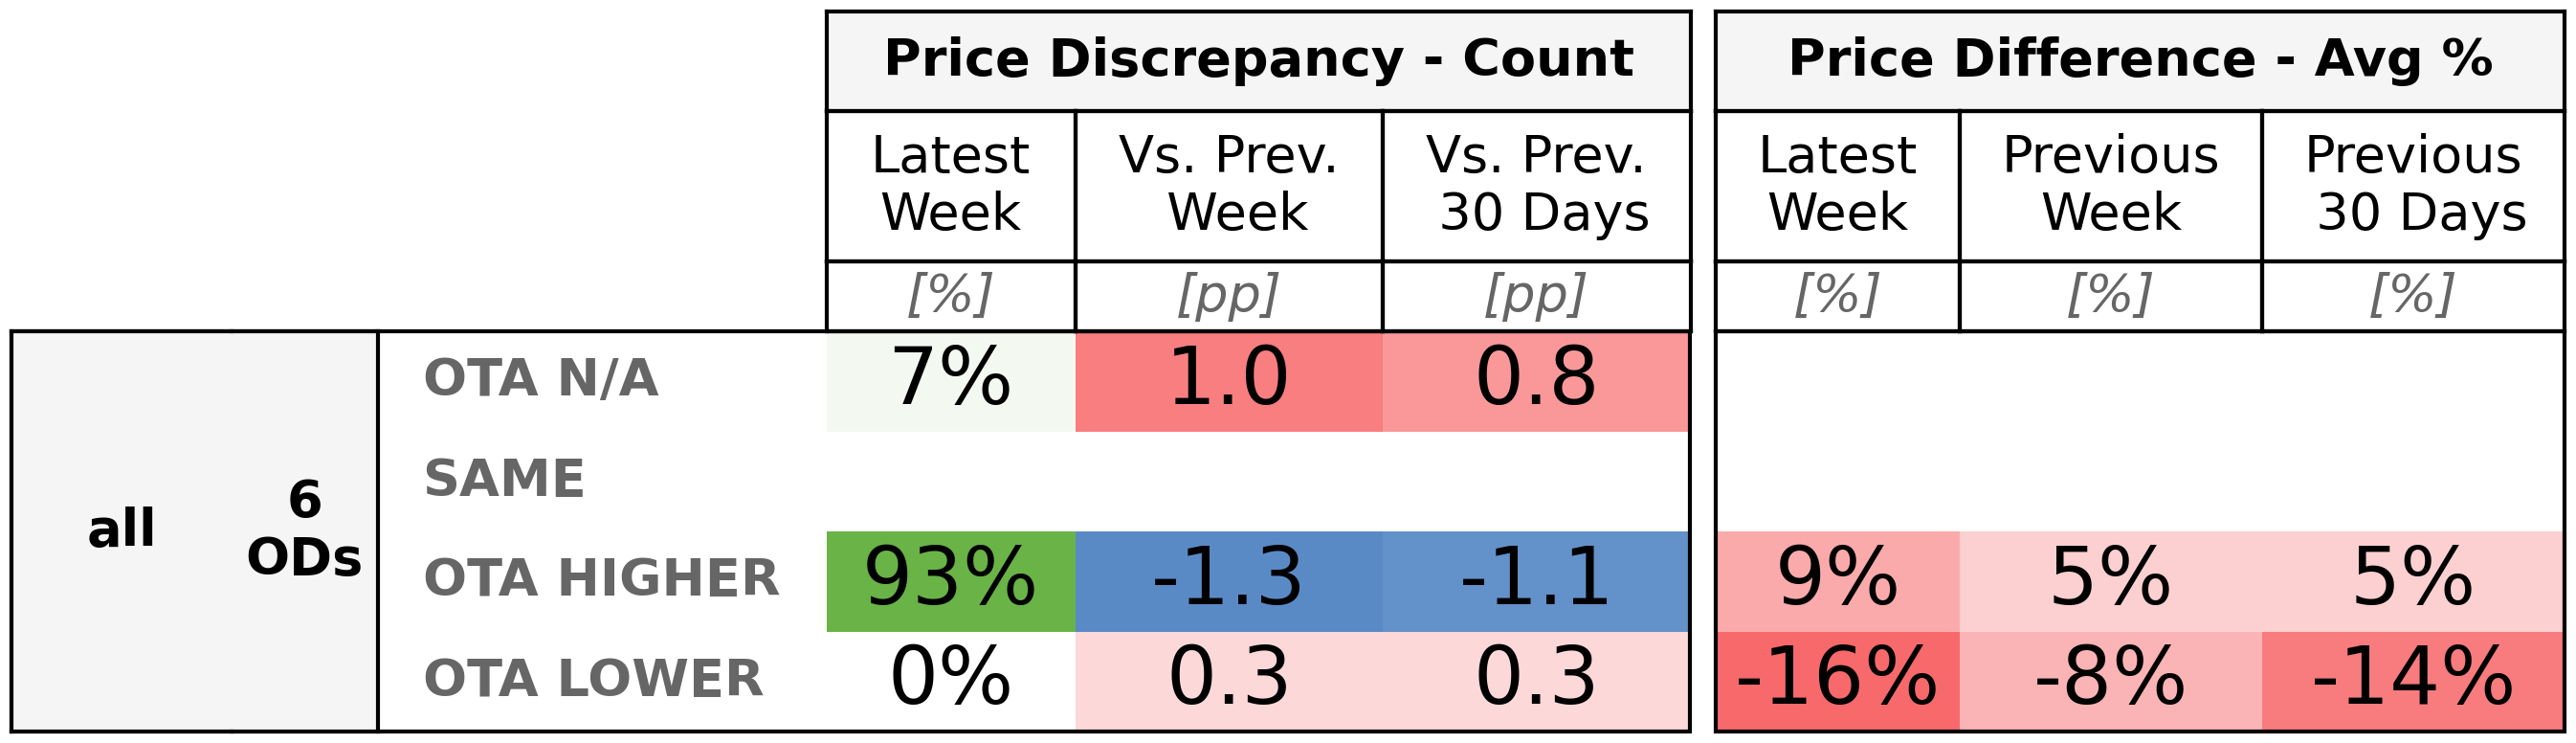 Price Discrepancy - Count Price Difference - Avg %
Latest Week Vs. Prev. Week Vs. Prev. 30 Days Latest Week Previous Week Previous 30 Days
[%] [pp] [pp] [%] [%] [%]
all 6 ODs
OTA N/A 7% 1.0 0.8
SAME
OTA HIGHER 93% -1.3 -1.1 9% 5% 5%
OTA LOWER 0% 0.3 0.3 -16% -8% -14%